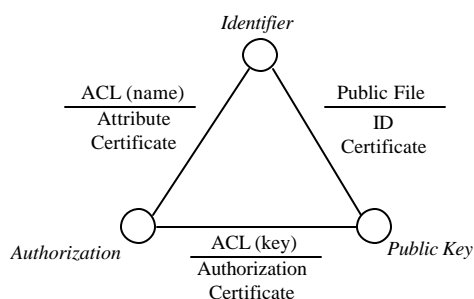 Identifier
ACL (name)
Attribute
Certificate
Public File
ID
Certificate
Authorization
ACL (key)
Authorization
Certificate
Public Key